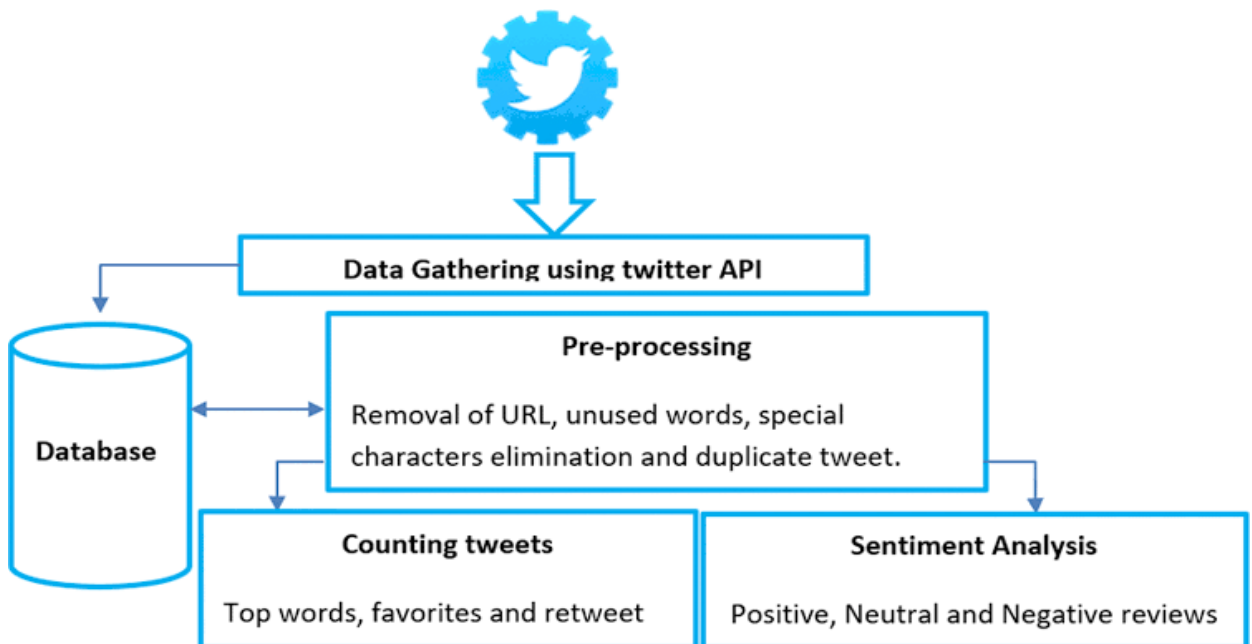 Data Gathering using twitter API
Pre-processing
Removal of URL, unused words, special
characters elimination and duplicate tweet.
Database
Counting tweets
Top words, favorites and retweet
Sentiment Analysis
Positive, Neutral and Negative reviews